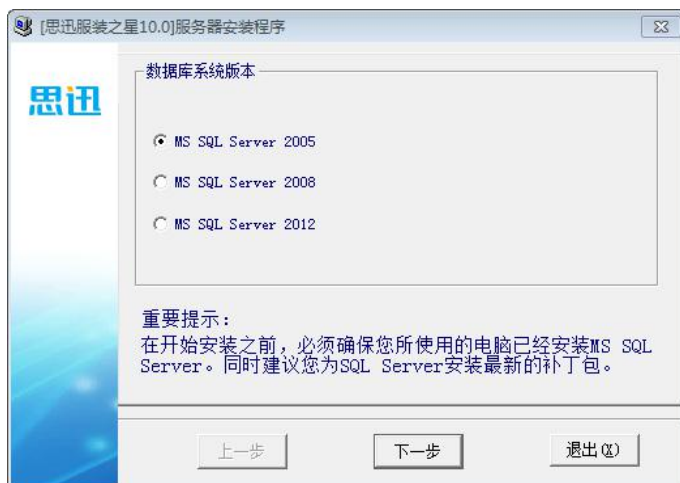 [思迅服装之星10.0]服务器安装程序
思迅
数据库系统版本
MS SQL Server 2005
MS SQL Server 2008
MS SQL Server 2012
重要提示:
在开始安装之前，必须确保您所使用的电脑已经安装MS SQL
Server。同时建议您为SQL Server安装最新的补丁包。
上一步
下一步
退出(X)